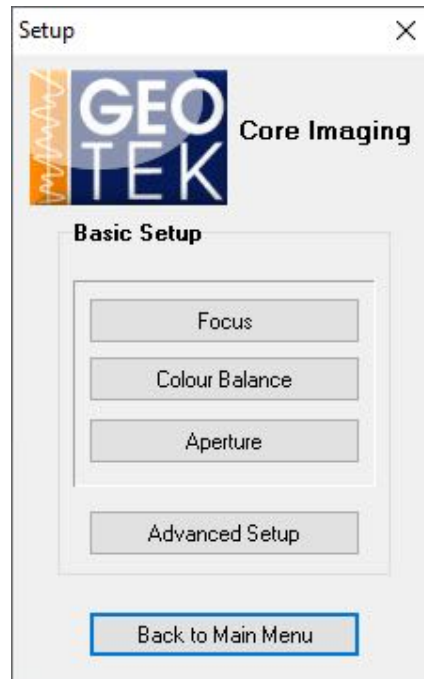 Setup
GEO
TEK
Core Imaging
Basic Setup
Focus
Colour Balance
Aperture
Advanced Setup
Back to Main Menu